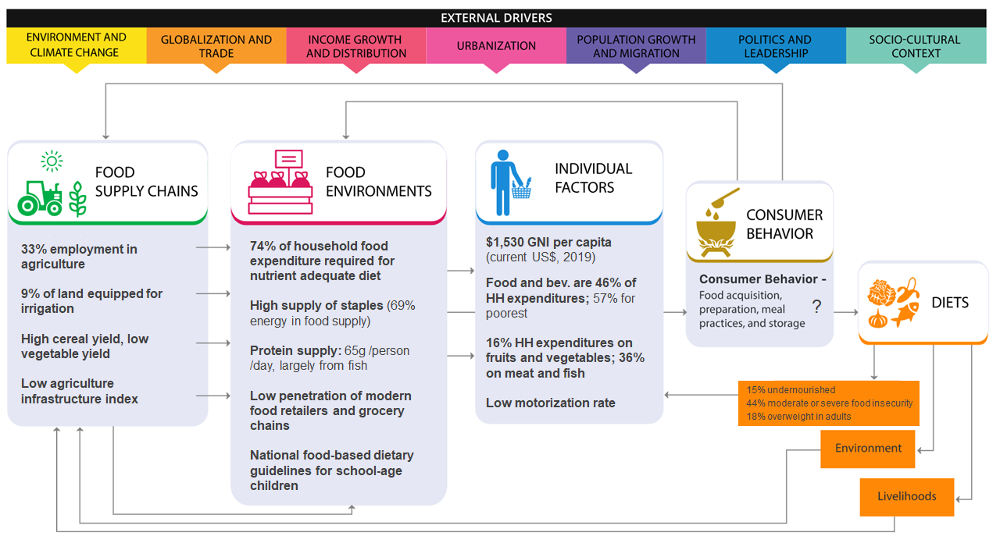 EXTERNAL DRIVERS
ENVIRONMENT AND
CLIMATE CHANGE
GLOBALIZATION AND
TRADE
INCOME GROWTH
AND DISTRIBUTION
URBANIZATION
POPULATION GROWTH
AND MIGRATION
POLITICS AND
LEADERSHIP
SOCIO-CULTURAL
CONTEXT
FOOD
SUPPLY CHAINS
33% employment in
agriculture
9% of land equipped for
irrigation
High cereal yield, low
vegetable yield
Low agriculture
infrastructure index
FOOD
ENVIRONMENTS
74% of household food
expenditure required for
nutrient adequate diet
High supply of staples (69%
energy in food supply)
Protein supply: 65g /person
/day, largely from fish
Low penetration of modern
food retailers and grocery
chains
National food-based dietary
guidelines for school-age
children
INDIVIDUAL
FACTORS
$1,530 GNI per capita
(current US$, 2019)
Food and bev. are 46% of
HH expenditures; 57% for
poorest
16% HH expenditures on
fruits and vegetables; 36%
on meat and fish
Low motorization rate
CONSUMER
BEHAVIOR
Consumer Behavior -
Food acquisition,
preparation, meal
practices, and storage
?
DIETS
15% undernourished
44% moderate or severe food insecurity
18% overweight in adults
Environment
Livelihoods